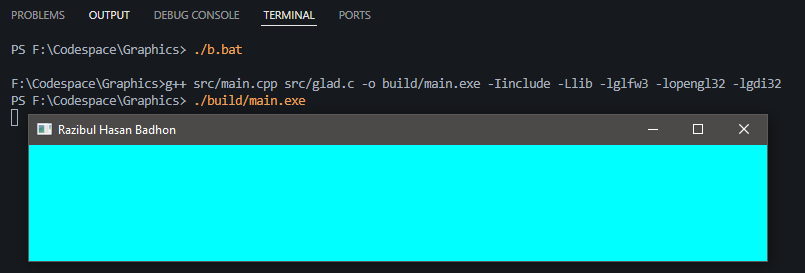 PROBLEMS OUTPUT DEBUG CONSOLE TERMINAL PORTS
PS F:\Codespace\Graphics> ./b.bat
F:\Codespace\Graphics>g++ src/main.cpp src/glad.c -o build/main.exe -Iinclude -Llib -lglfw3 -lopengl32 -lgdi32
PS F:\Codespace\Graphics> ./build/main.exe
Razibul Hasan Badhon